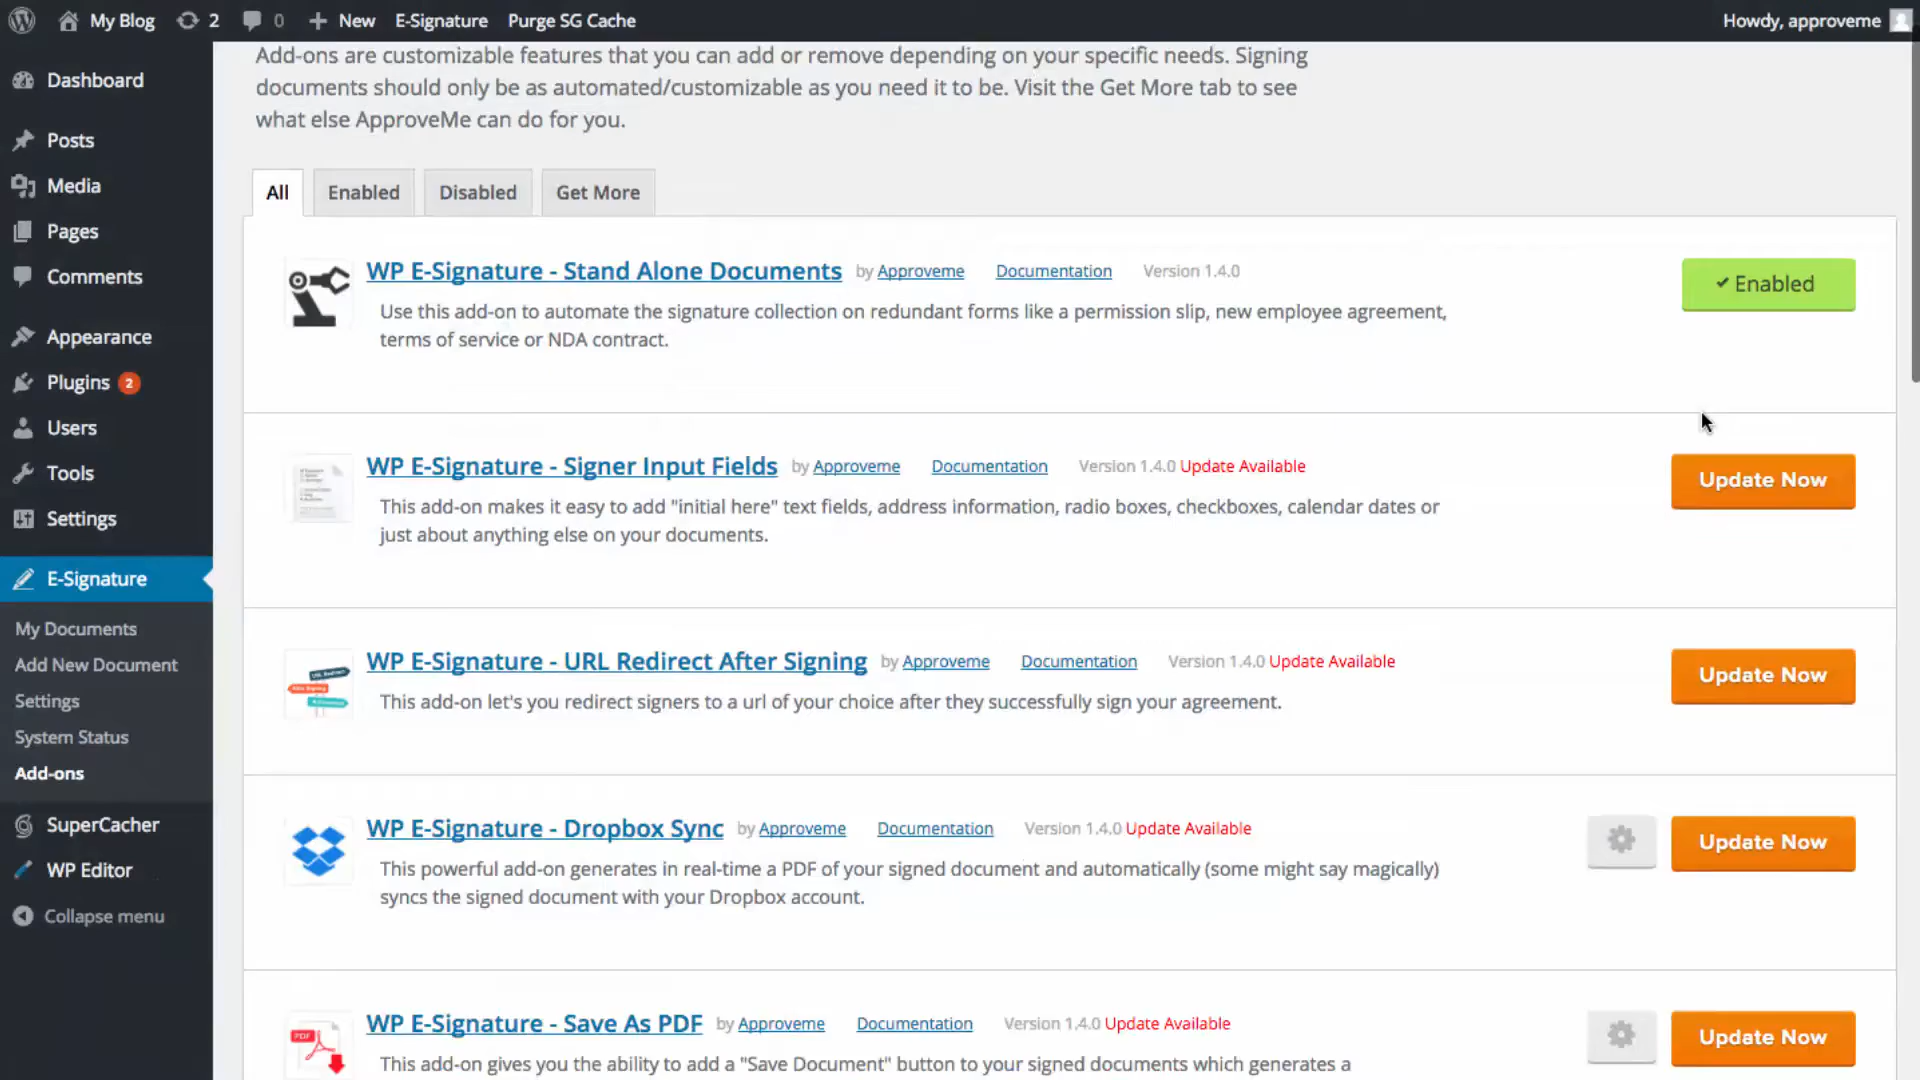 My Blog 2 0 New E-Signature Purge SG Cache Howdy, approveme
Dashboard
Posts
Media
Pages
Comments
Appearance
Plugins 2
Users
Tools
Settings
E-Signature
My Documents
Add New Document
Settings
System Status
Add-ons
SuperCacher
WP Editor
Collapse menu
Add-ons are customizable features that you can add or remove depending on your specific needs. Signing
documents should only be as automated/customizable as you need it to be. Visit the Get More tab to see
what else ApproveMe can do for you.
All Enabled Disabled Get More
WP E-Signature - Stand Alone Documents by Approveme Documentation Version 1.4.0
Enabled
Use this add-on to automate the signature collection on redundant forms like a permission slip, new employee agreement,
terms of service or NDA contract.
WP E-Signature - Signer Input Fields by Approveme Documentation Version 1.4.0 Update Available
Update Now
This add-on makes it easy to add "initial here" text fields, address information, radio boxes, checkboxes, calendar dates or
just about anything else on your documents.
WP E-Signature - URL Redirect After Signing by Approveme Documentation Version 1.4.0 Update Available
Update Now
This add-on let's you redirect signers to a url of your choice after they successfully sign your agreement.
WP E-Signature - Dropbox Sync by Approveme Documentation Version 1.4.0 Update Available
Update Now
This powerful add-on generates in real-time a PDF of your signed document and automatically (some might say magically)
syncs the signed document with your Dropbox account.
PDF
WP E-Signature - Save As PDF by Approveme Documentation Version 1.4.0 Update Available
Update Now
This add-on gives you the ability to add a "Save Document" button to your signed documents which generates a